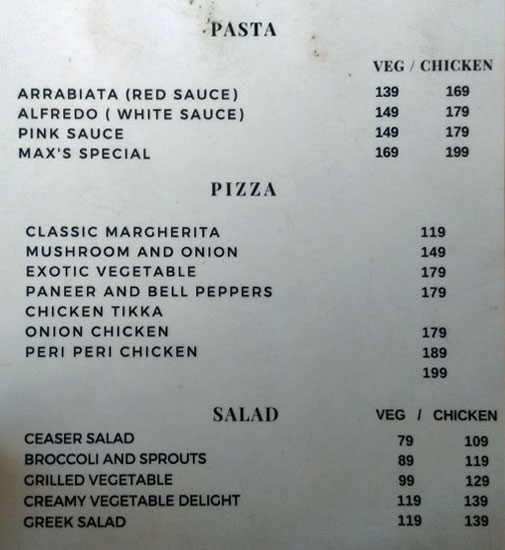 PASTA
VEG / CHICKEN
ARRABIATA (RED SAUCE) 139 169
ALFREDO ( WHITE SAUCE) 149 179
PINK SAUCE 149 179
MAX'S SPECIAL 169 199
PIZZA
CLASSIC MARGHERITA 119
MUSHROOM AND ONION 149
EXOTIC VEGETABLE 179
PANEER AND BELL PEPPERS 179
CHICKEN TIKKA
ONION CHICKEN 179
PERI PERI CHICKEN 189
199
SALAD VEG / CHICKEN
CEASER SALAD 79 109
BROCCOLI AND SPROUTS 89 119
GRILLED VEGETABLE 99 129
CREAMY VEGETABLE DELIGHT 119 139
GREEK SALAD 119 139